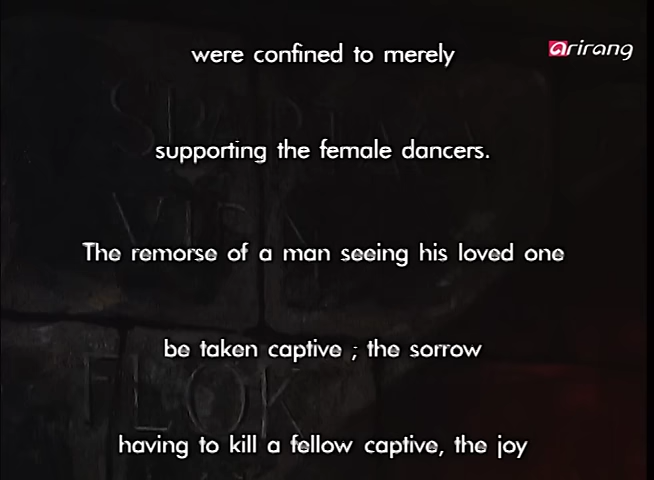 were confined to merely
arirang
supporting the female dancers.
The remorse of a man seeing his loved one
be taken captive ; the sorrow
FLOK
having to kill a fellow captive, the joy